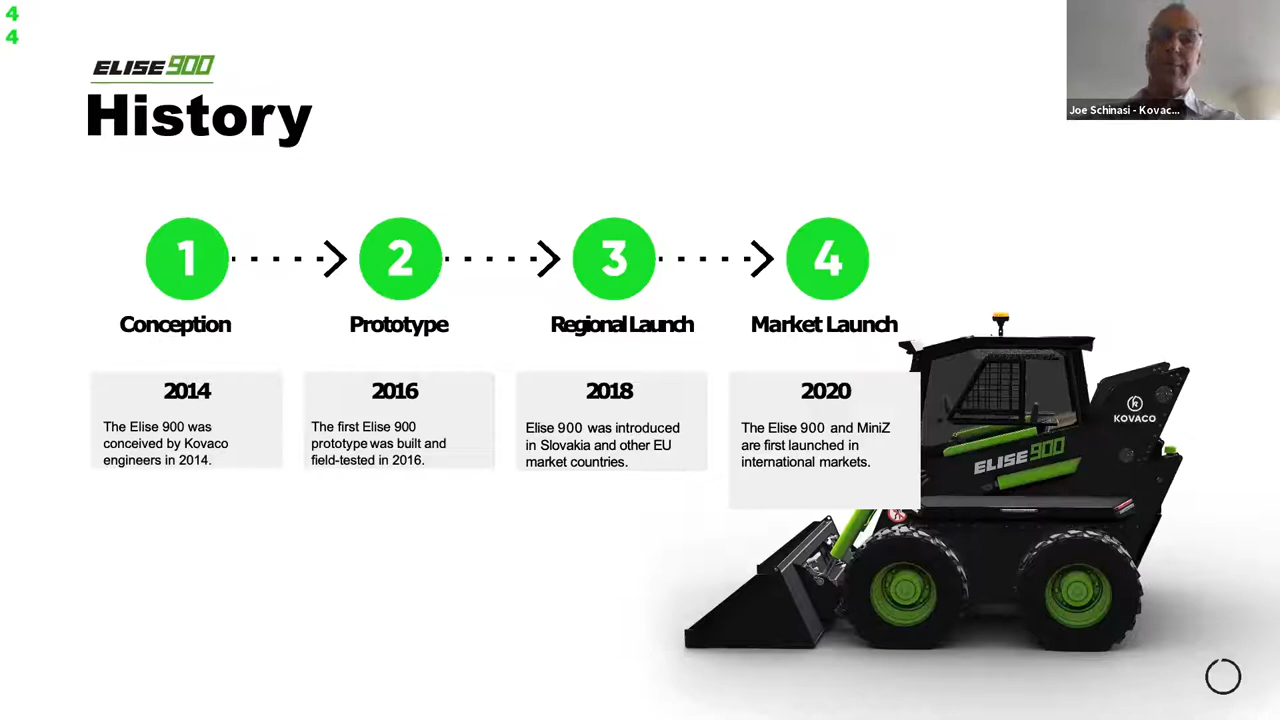 4
4
ELISE 900
History
Joe Schinasi - Kovac...
1
2
3
4
Conception
Prototype
Regional Launch
Market Launch
2014
The Elise 900 was
conceived by Kovaco
engineers in 2014.
2016
The first Elise 900
prototype was built and
field-tested in 2016.
2018
Elise 900 was introduced
in Slovakia and other EU
market countries.
2020
The Elise 900 and MiniZ
are first launched in
international markets.
k
KOVACO
ELISE 900